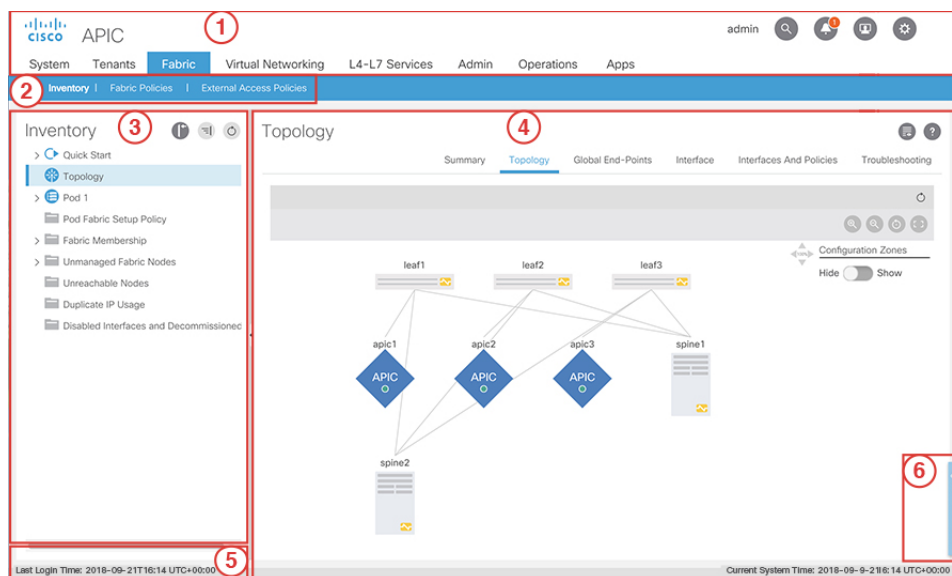 1
cisco APIC
admin
1
System Tenants Fabric Virtual Networking L4-L7 Services Admin Operations Apps
2
Inventory | Fabric Policies | External Access Policies
Inventory
3
Quick Start
Topology
Pod 1
Pod Fabric Setup Policy
Fabric Membership
Unmanaged Fabric Nodes
Unreachable Nodes
Duplicate IP Usage
Disabled Interfaces and Decommissioned
Topology
4
?
Summary Topology Global End-Points Interface Interfaces And Policies Troubleshooting
Configuration Zones
Hide Show
leaf1 leaf2 leaf3
apic1 apic2 apic3 spine1
APIC APIC APIC
spine2
6
5
Last Login Time: 2018-09-21T16:14 UTC+00:00
Current System Time: 2018-09-9-21I6:14 UTC+00:00